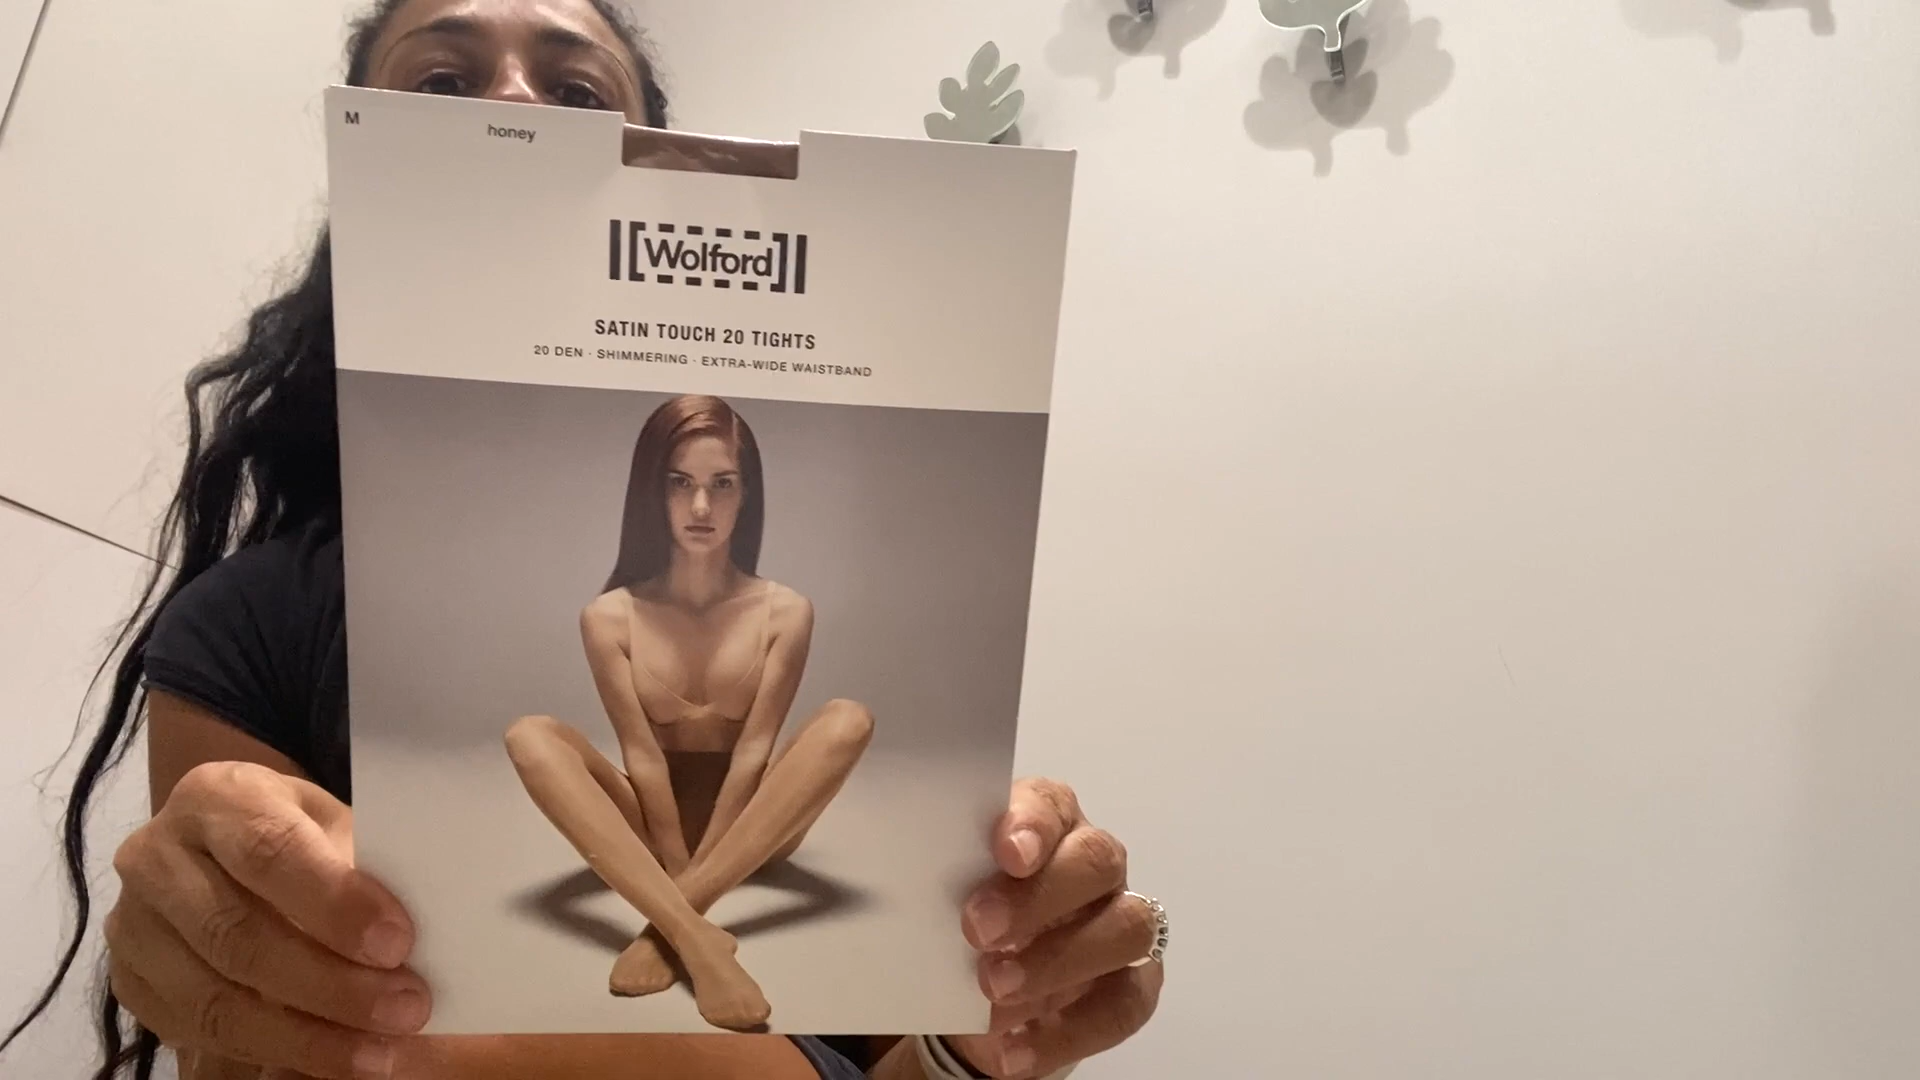 M
honey
Wolford
SATIN TOUCH 20 TIGHTS
20 DEN · SHIMMERING · EXTRA-WIDE WAISTBAND